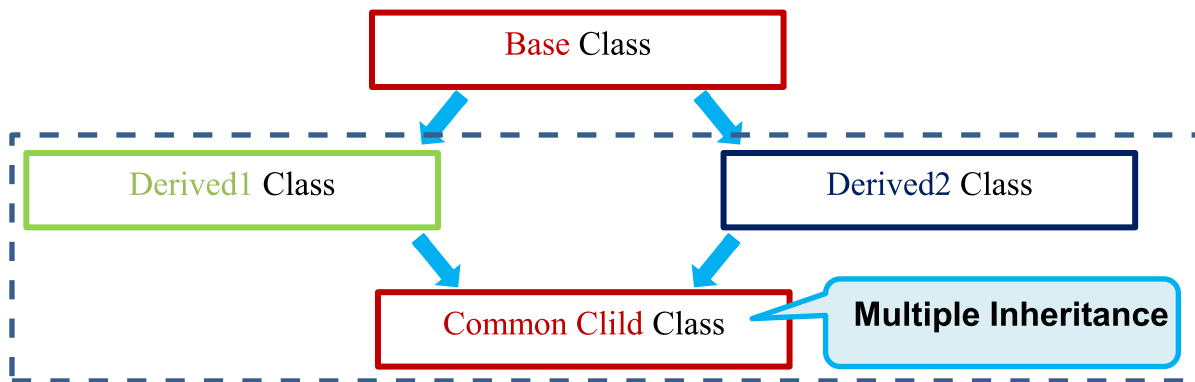 Base Class
Derived1 Class
Derived2 Class
Common Clild Class
Multiple Inheritance